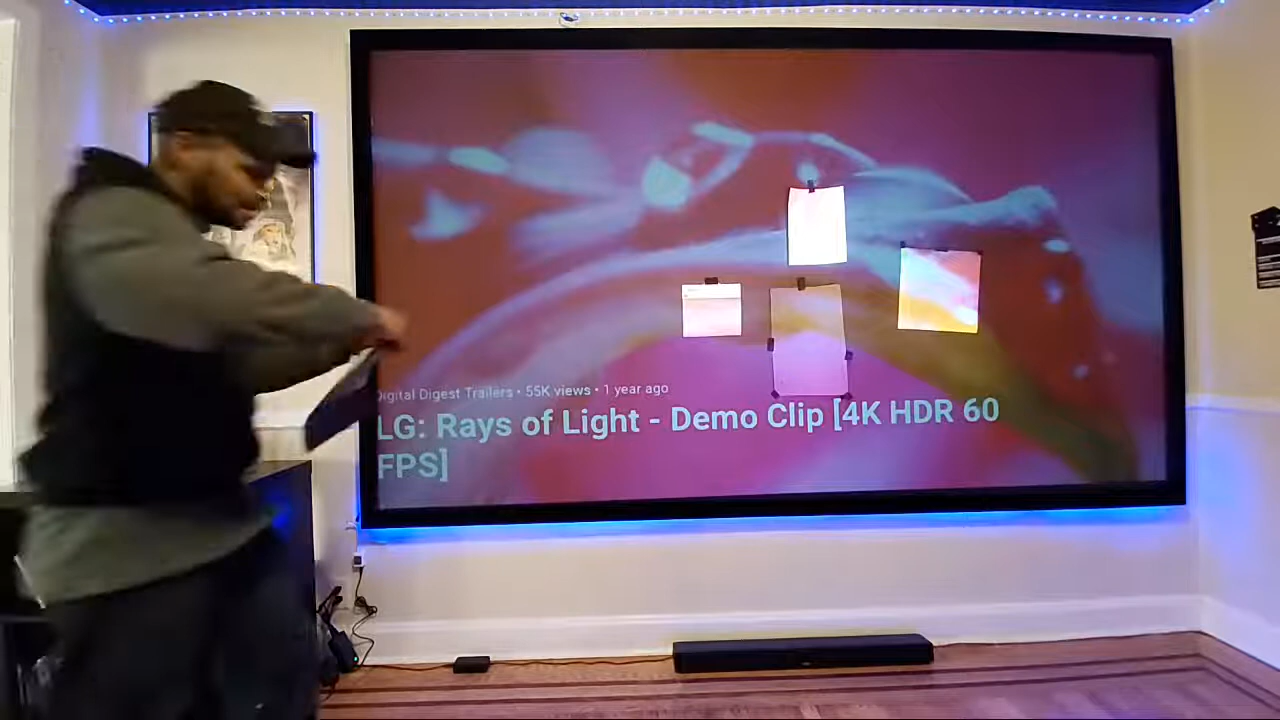 Digital Digest Trailers • 55K views • 1 year ago
LG: Rays of Light - Demo Clip [4K HDR 60
FPS]